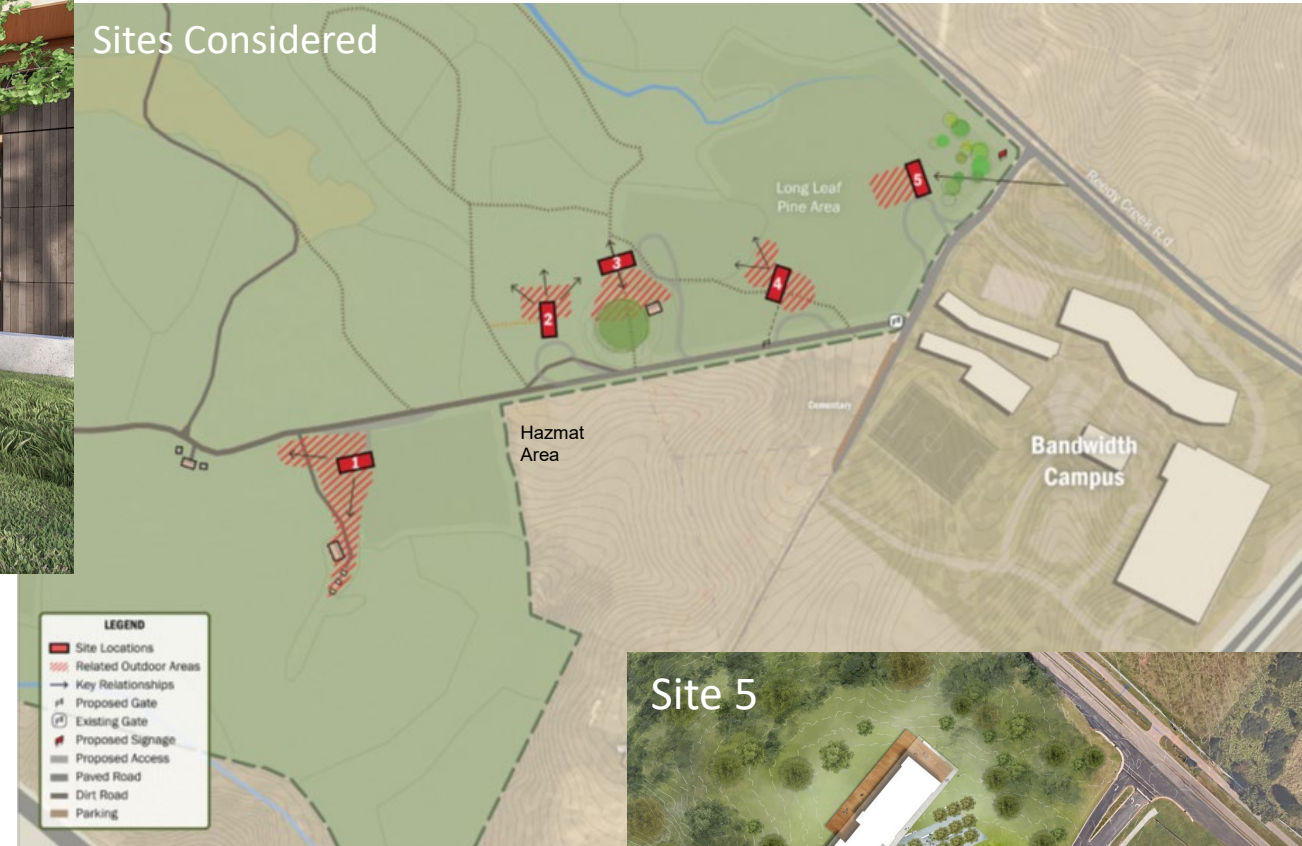 Sites Considered
Reedy Creek Rd
5
Long Leaf
Pine Area
3
4
2
Cementary
Hazmat
Area
Bandwidth
Campus
1
LEGEND
Site Locations
Related Outdoor Areas
Key Relationships
Proposed Gate
Existing Gate
Proposed Signage
Proposed Access
Paved Road
Dirt Road
Parking
Site 5